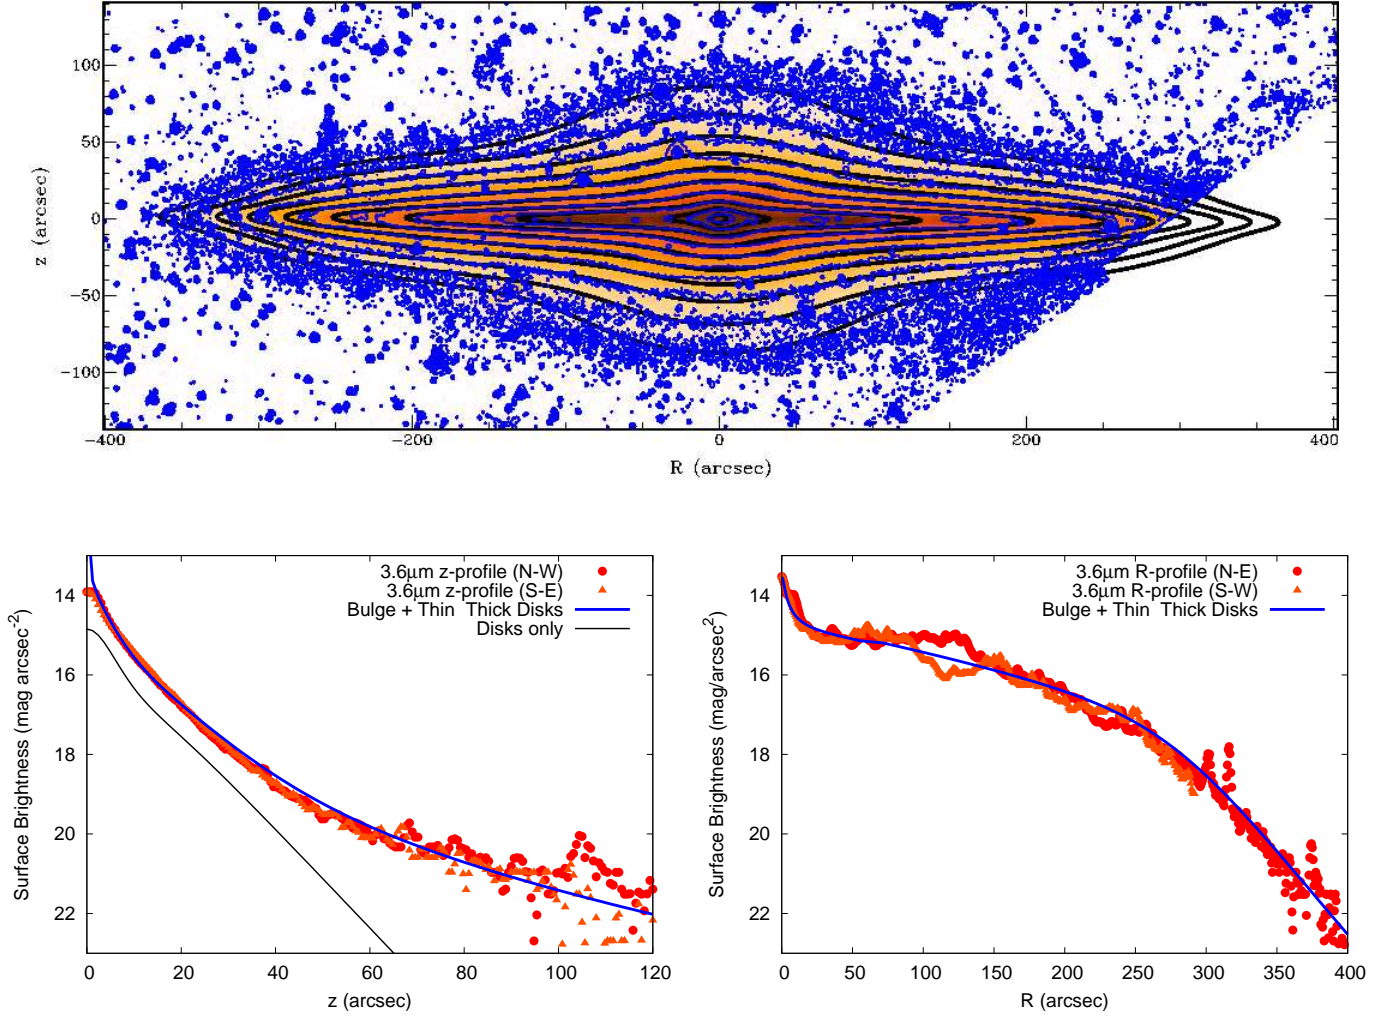 100
50
0
−50
−100
z (arcsec)
−400
−200
0
200
400
R (arcsec)
3.6μm z-profile (N-W)
3.6μm z-profile (S-E)
Bulge + Thin Thick Disks
Disks only
14
16
18
20
22
Surface Brightness (mag arcsec-2)
0
20
40
60
80
100
120
z (arcsec)
3.6μm R-profile (N-E)
3.6μm R-profile (S-W)
Bulge + Thin Thick Disks
14
16
18
20
22
Surface Brightness (mag/arcsec2)
0
50
100
150
200
250
300
350
400
R (arcsec)